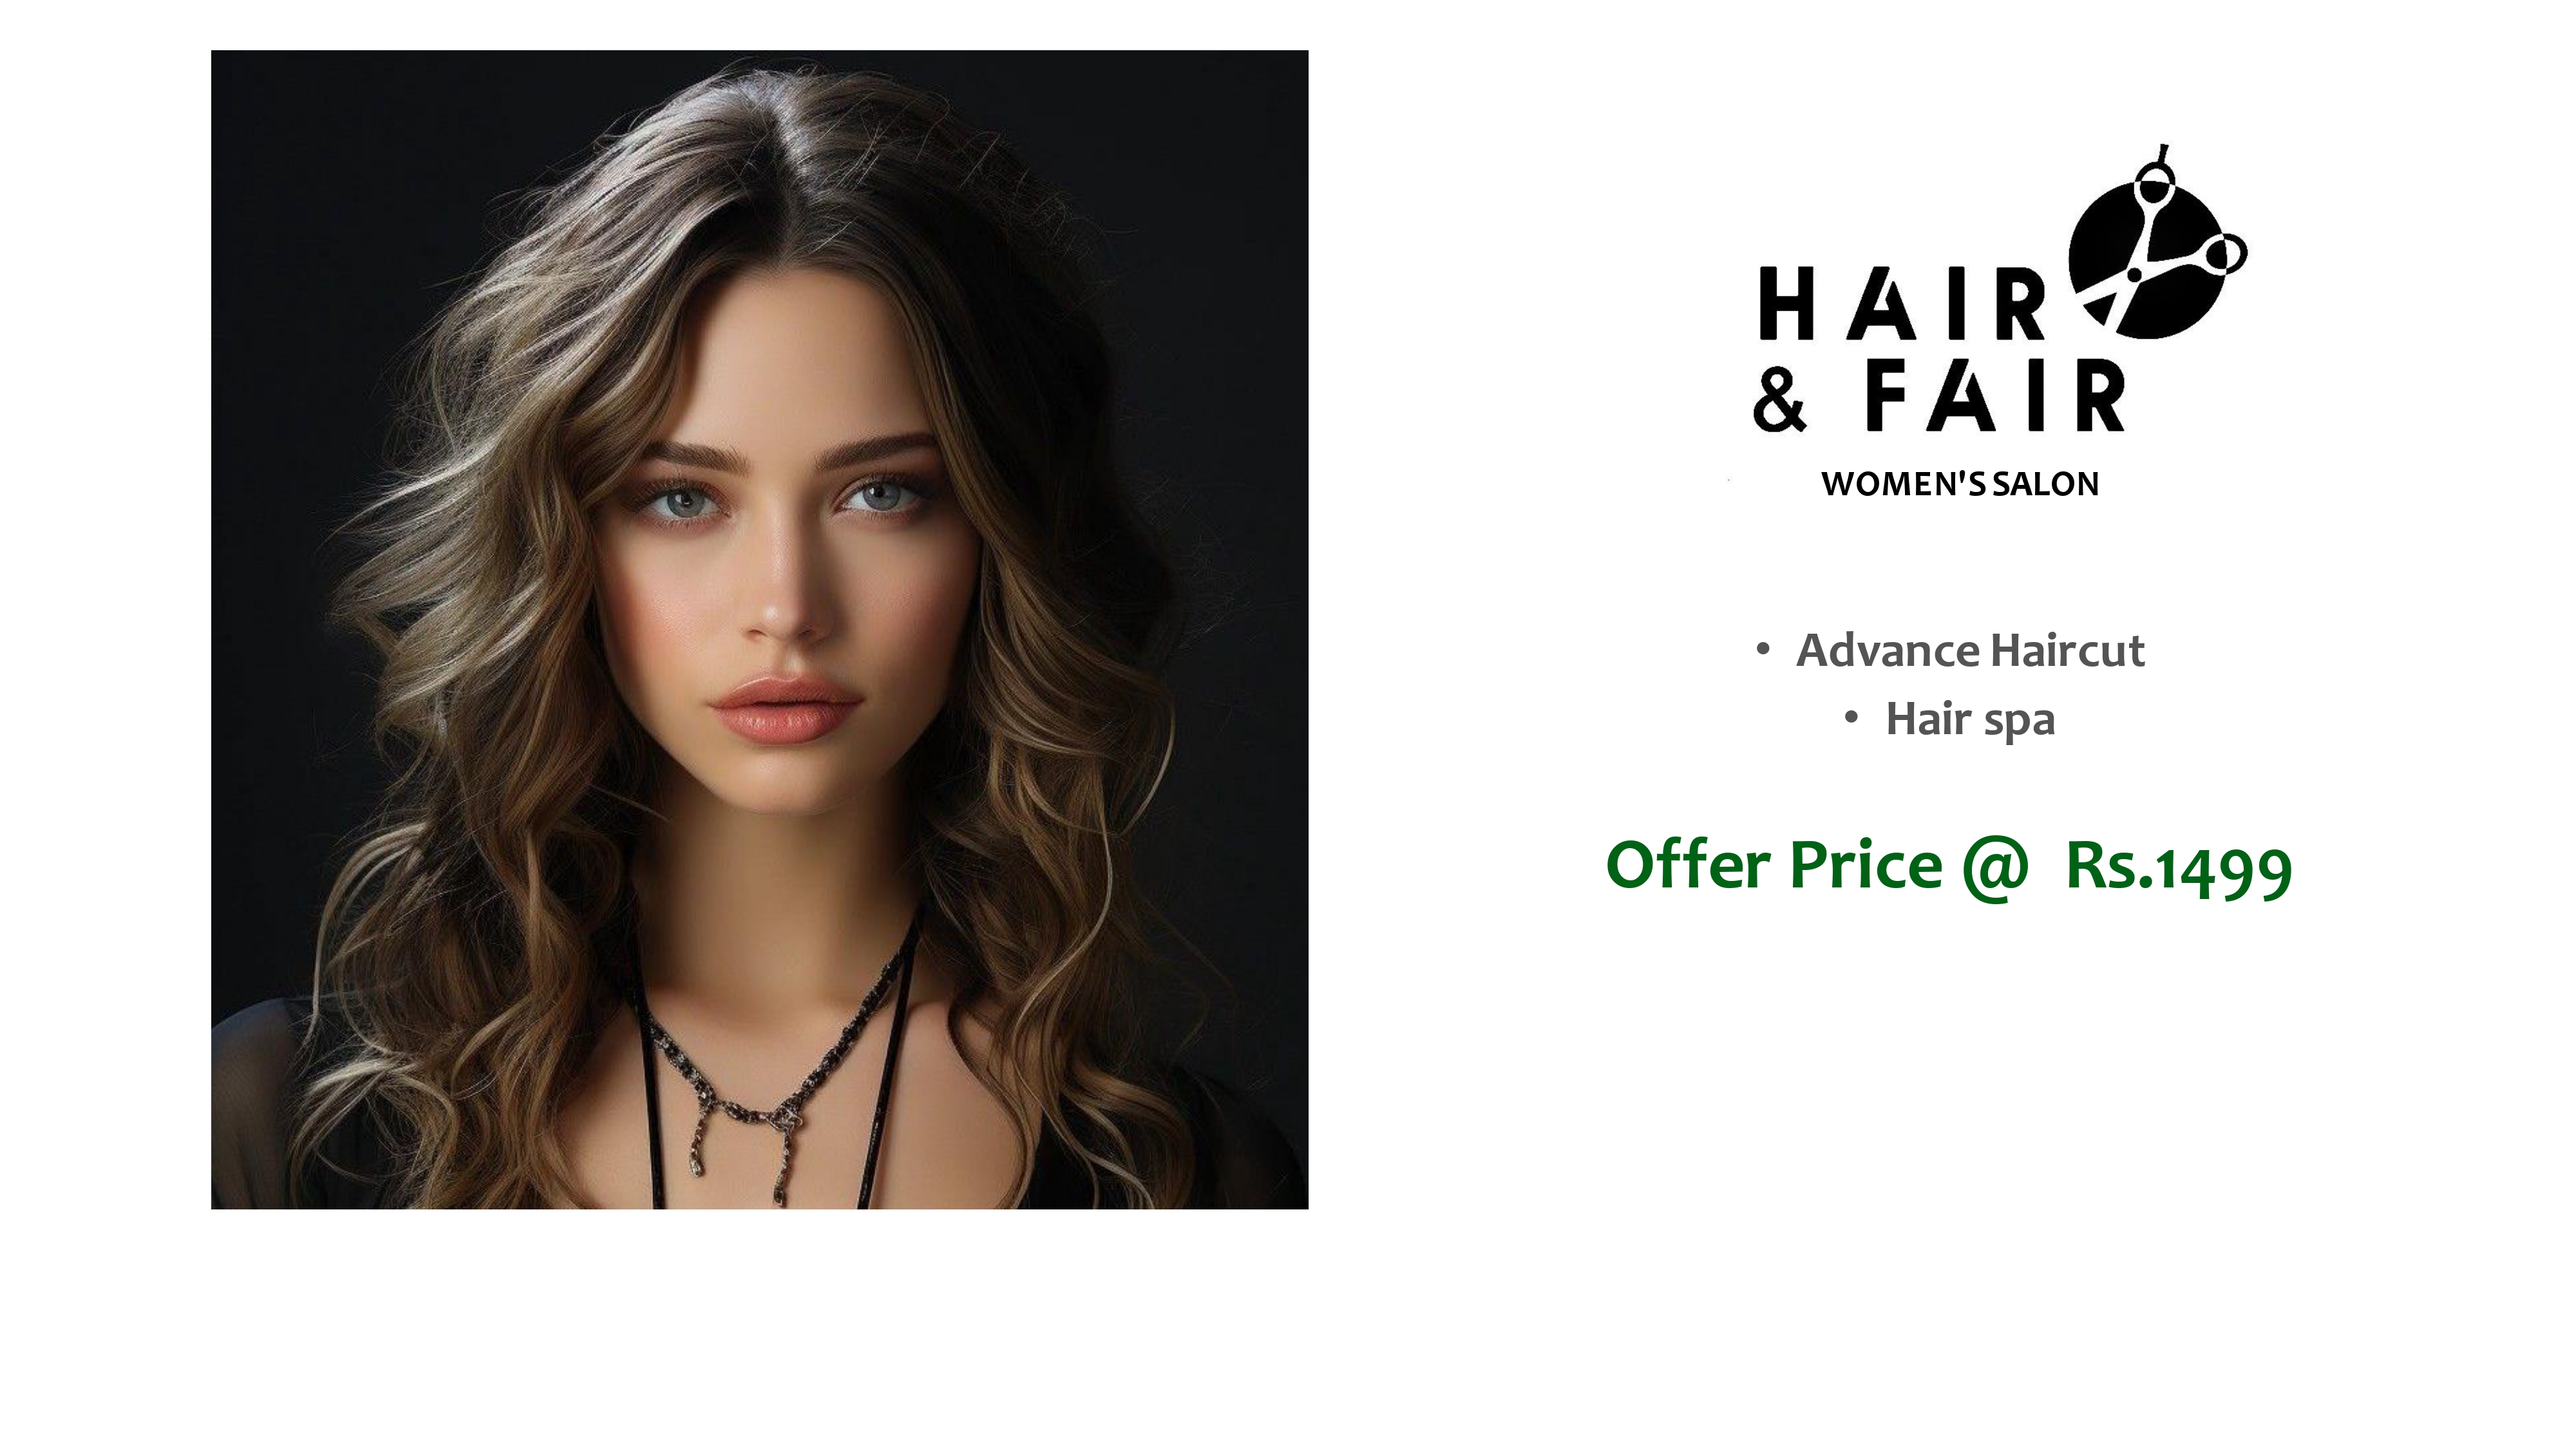 HAIR
& FAIR
WOMEN'S SALON
• Advance Haircut
• Hair spa
Offer Price @ Rs.1499